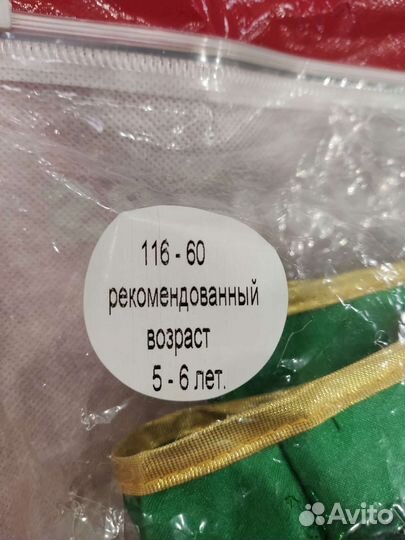 116 - 60
рекомендованный
возраст
5 - 6 лет.
Avito